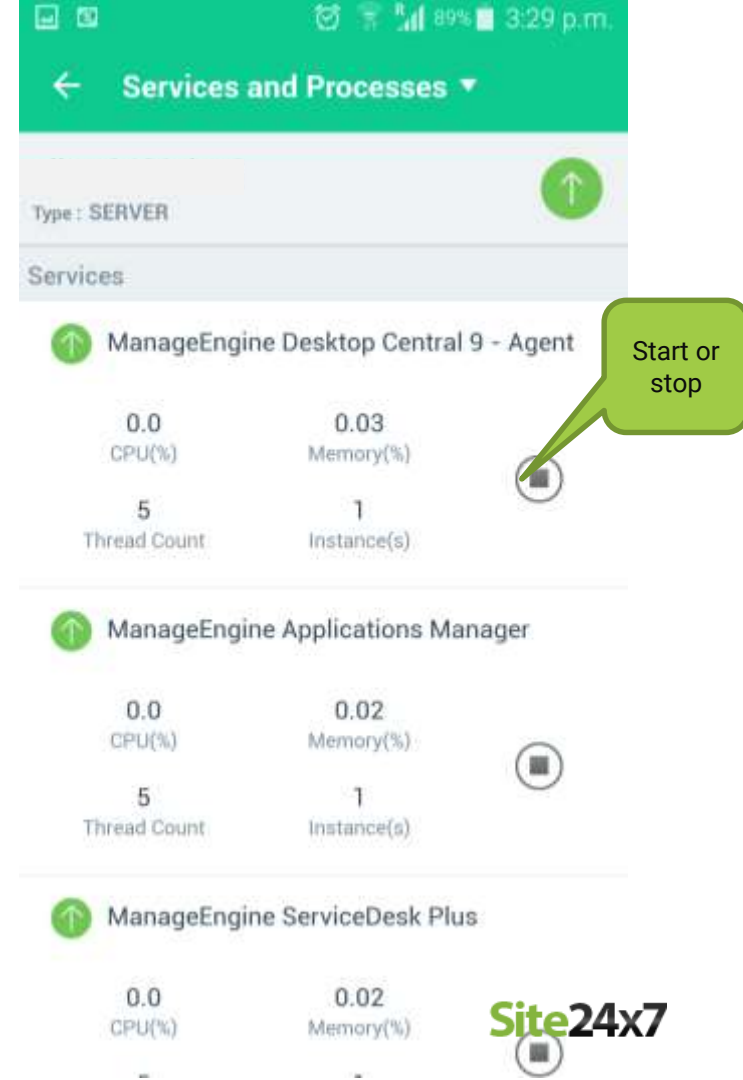 R 89% 3:29 p.m.
Services and Processes
Type : SERVER
Services
ManageEngine Desktop Central 9 - Agent
Start or
stop
0.0 0.03
CPU(%) Memory(%)
5 1
Thread Count Instance(s)
ManageEngine Applications Manager
0.0 0.02
CPU(%) Memory(%)
5 1
Thread Count Instance(s)
ManageEngine ServiceDesk Plus
0.0 0.02
CPU(%) Memory(%)
Site24x7